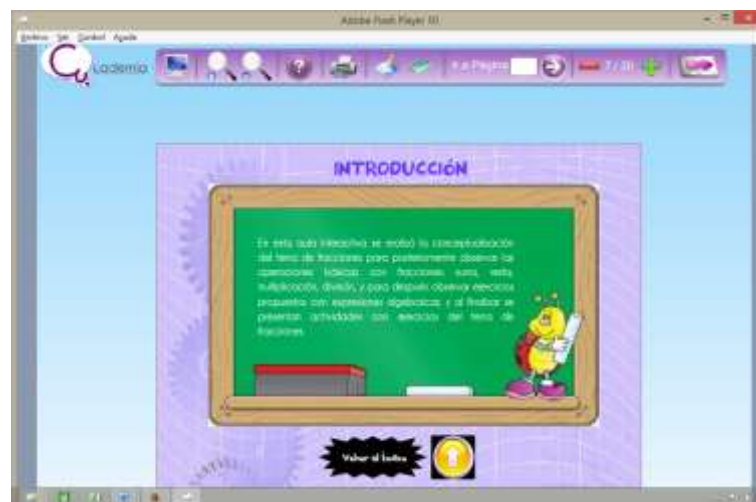 Adobe Flash Player 10
Archivo Ver Control Ayuda
Cuadernia
Ir a Página
INTRODUCCIÓN
En esta aula interactiva se realizó la conceptualización
del tema de fracciones para posteriormente observar las
operaciones básicas con fracciones suma, resta,
multiplicación, división, y para después observar ejercicios
propuestos con expresiones algebraicas y al finalizar se
presentan actividades con ejercicios del tema de
fracciones
Volver al Índice